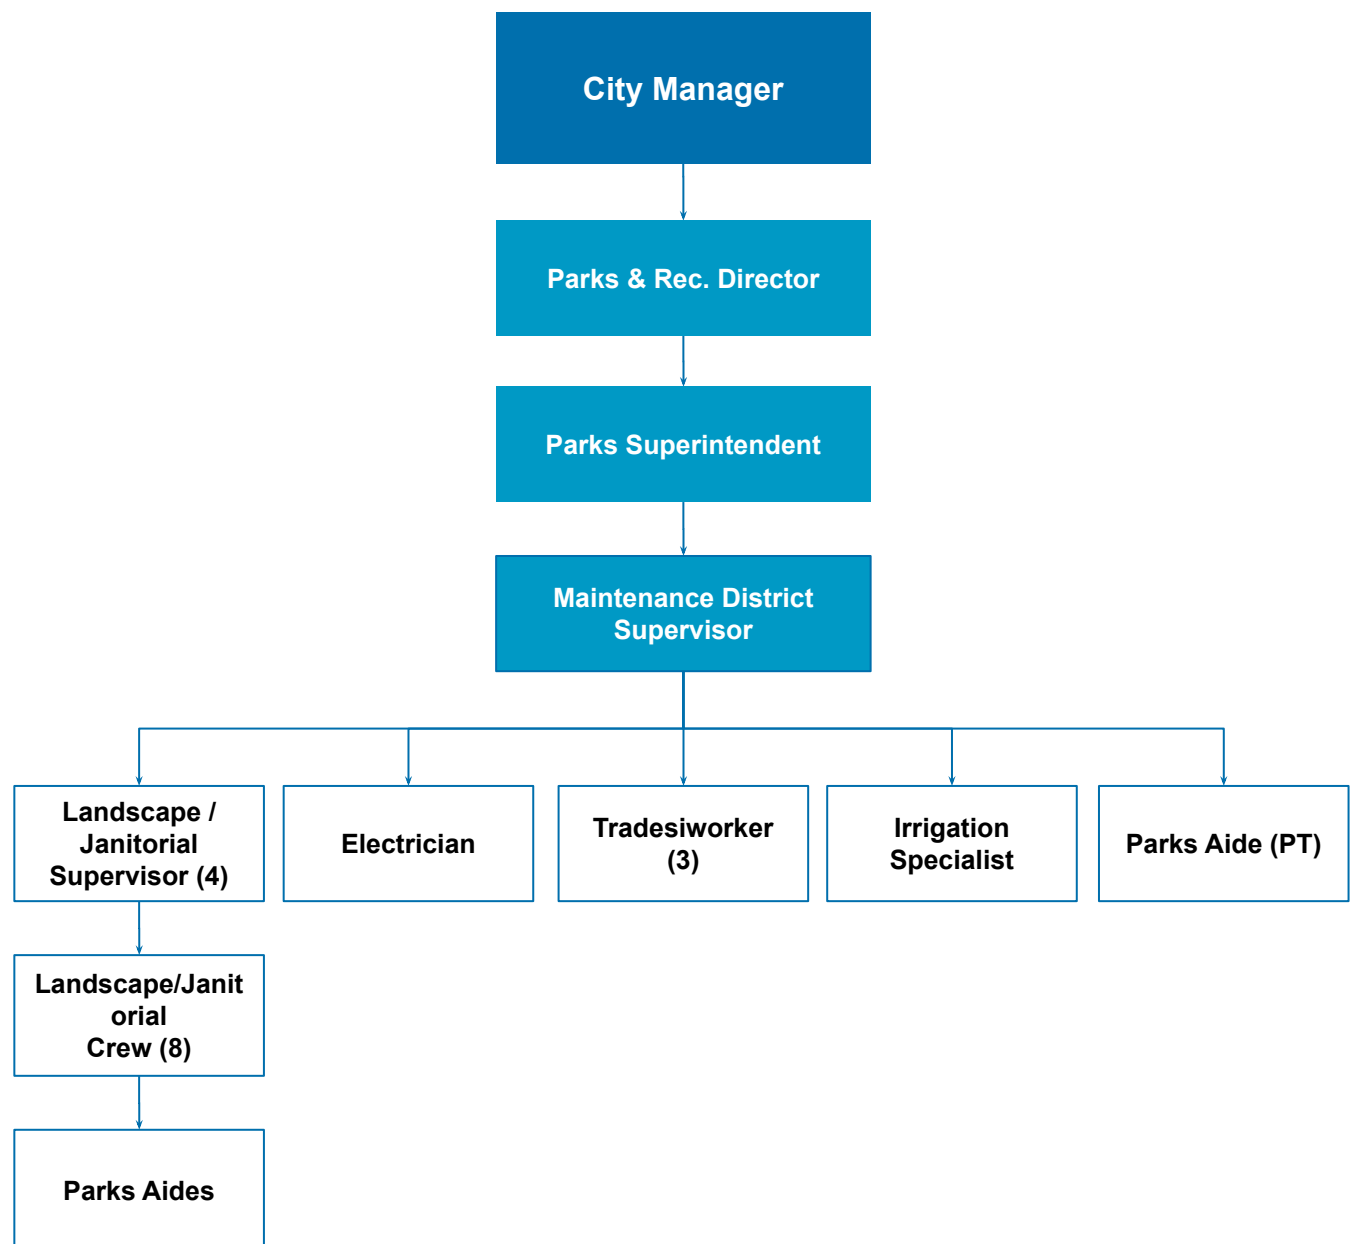 City Manager
Parks & Rec. Director
Parks Superintendent
Maintenance District
Supervisor
Landscape /
Janitorial
Supervisor (4)
Electrician
Tradesiworker
(3)
Irrigation
Specialist
Parks Aide (PT)
Landscape/Janit
orial
Crew (8)
Parks Aides